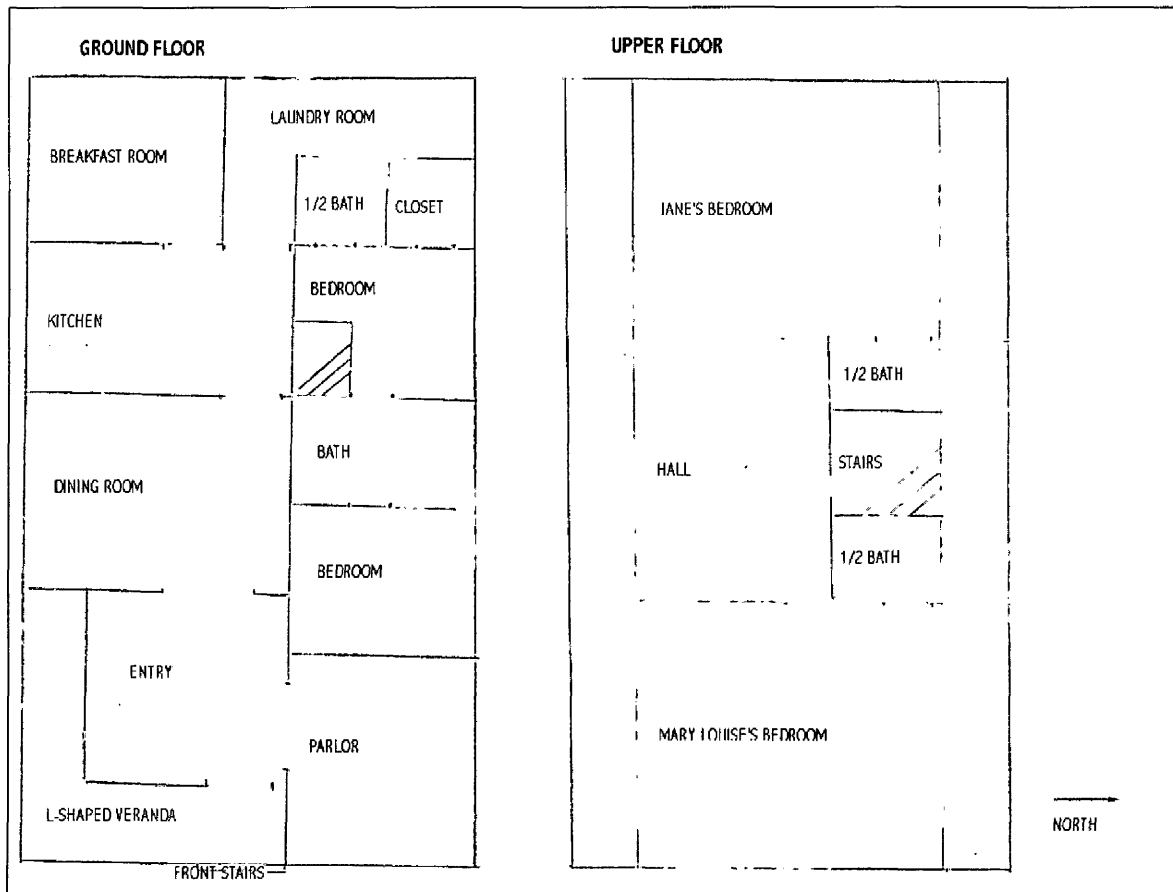 GROUND FLOOR
UPPER FLOOR
LAUNDRY ROOM
BREAKFAST ROOM
1/2 BATH
CLOSET
BEDROOM
KITCHEN
BATH
DINING ROOM
BEDROOM
ENTRY
PARLOR
L-SHAPED VERANDA
FRONT STAIRS
JANE'S BEDROOM
1/2 BATH
HALL
STAIRS
1/2 BATH
MARY LOUISE'S BEDROOM
NORTH